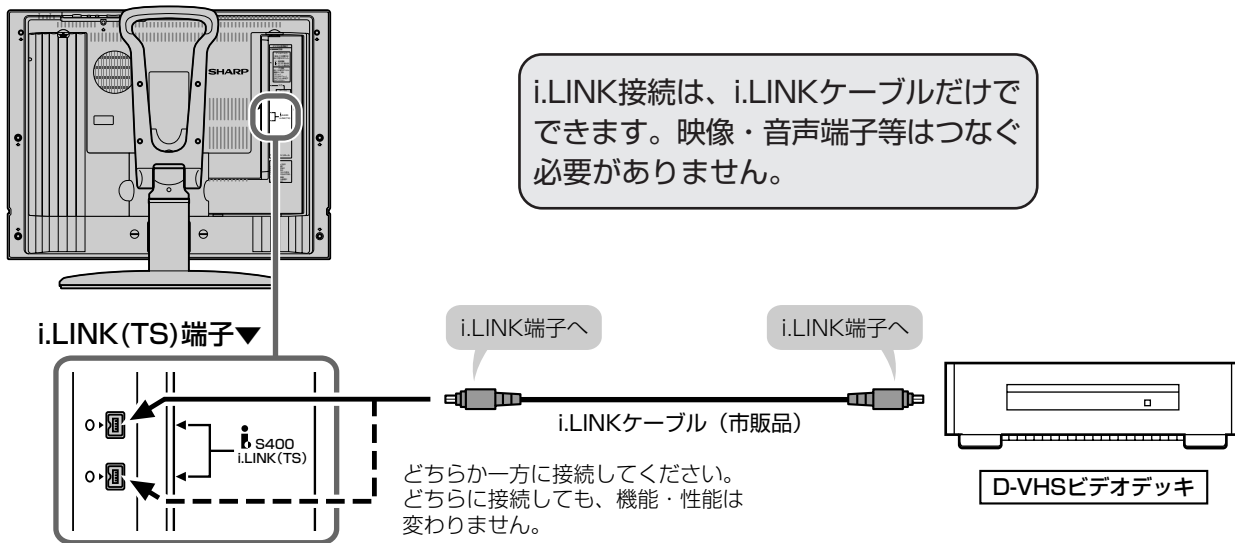 SHARP
i.LINK接続は、i.LINKケーブルだけで
できます。映像・音声端子等はつなぐ
必要がありません。
i.LINK(TS)端子▼
i.LINK端子へ
i.LINK端子へ
i.LINKケーブル（市販品）
S400
i.LINK(TS)
どちらか一方に接続してください。
どちらに接続しても、機能・性能は
変わりません。
D-VHSビデオデッキ